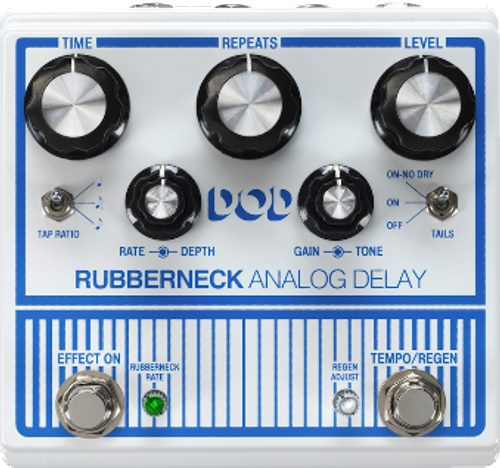 TIME
REPEATS
LEVEL
ON-NO DRY
ON
OFF
TAP RATIO
TAILS
DOD
RATE DEPTH
GAIN TONE
RUBBERNECK ANALOG DELAY
EFFECT ON
RUBBERNECK
RATE
REGEN
ADJUST
TEMPO/REGEN